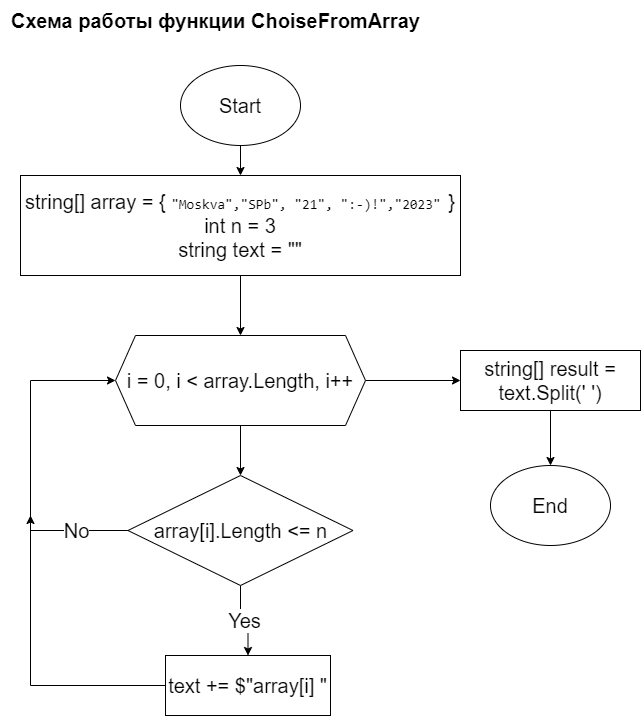 Схема работы функции ChoiseFromArray
Start
string[] array = { "Moskva","SPb", "21", ":-)!","2023" }
int n = 3
string text = ""
i = 0, i < array.Length, i++
string[] result =
text.Split(' ')
End
array[i].Length <= n
No
Yes
text += $"array[i] "